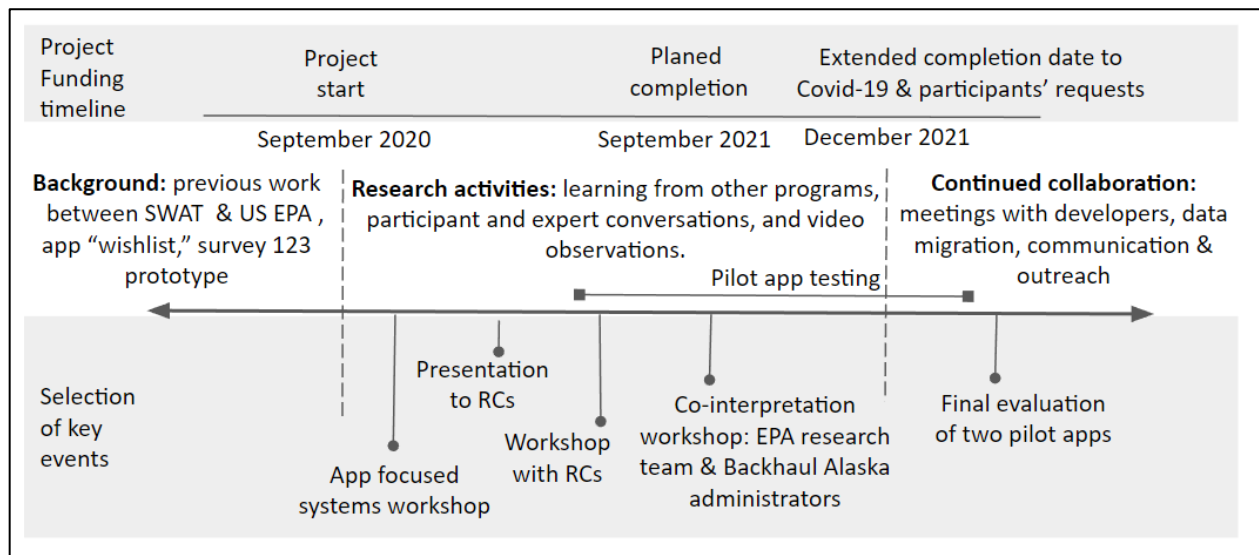 Project
Funding
timeline
Project
start
Planed
completion
Extended completion date to
Covid-19 & participants’ requests
September 2020
September 2021
December 2021
Background: previous work
between SWAT & US EPA ,
app “wishlist,” survey 123
prototype
Research activities: learning from other programs,
participant and expert conversations, and video
observations.
Continued collaboration:
meetings with developers, data
migration, communication &
outreach
Pilot app testing
Selection
of key
events
App focused
systems workshop
Presentation
to RCs
Workshop
with RCs
Co-interpretation
workshop: EPA research
team & Backhaul Alaska
administrators
Final evaluation
of two pilot apps